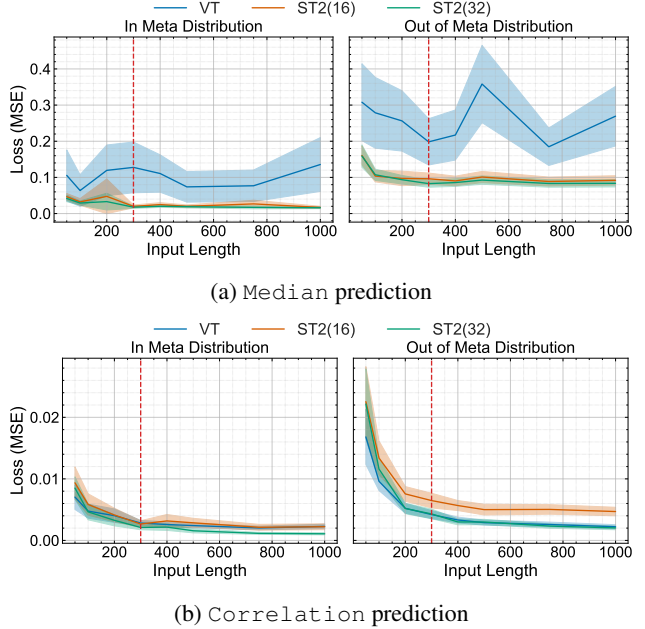 VT ST2(16) ST2(32)
In Meta Distribution Out of Meta Distribution
Loss (MSE)
0.4
0.3
0.2
0.1
0.0
200 400 600 800 1000 200 400 600 800 1000
Input Length Input Length
(a) Median prediction
VT ST2(16) ST2(32)
In Meta Distribution Out of Meta Distribution
Loss (MSE)
0.02
0.01
0.00
200 400 600 800 1000 200 400 600 800 1000
Input Length Input Length
(b) Correlation prediction